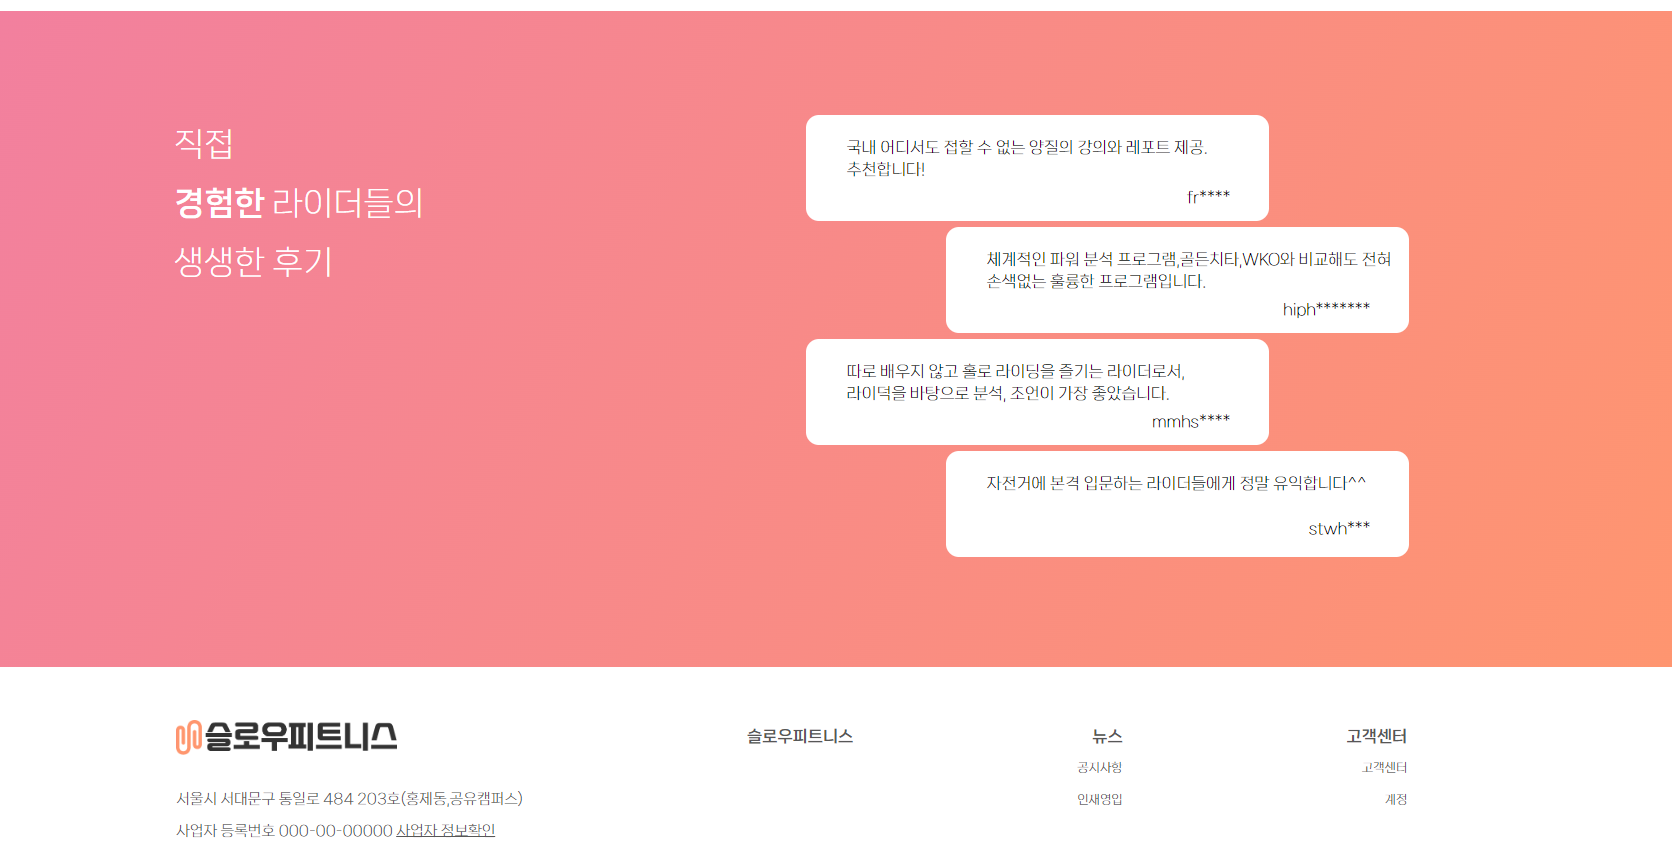 직접
경험한 라이더들의
생생한 후기
국내 어디서도 접할 수 없는 양질의 강의와 레포트 제공.
추천합니다!
fr****
체계적인 파워 분석 프로그램,골든치타,WKO와 비교해도 전혀
손색없는 훌륭한 프로그램입니다.
hiph*******
따로 배우지 않고 홀로 라이딩을 즐기는 라이더로서,
라이덕을 바탕으로 분석, 조언이 가장 좋았습니다.
mmhs****
자전거에 본격 입문하는 라이더들에게 정말 유익합니다^^
stwh***
슬로우피트니스
서울시 서대문구 통일로 484 203호(홍제동,공유캠퍼스)
사업자 등록번호 000-00-00000 사업자 정보확인
슬로우피트니스
뉴스
공시사항
인재영입
고객센터
고객센터
계정